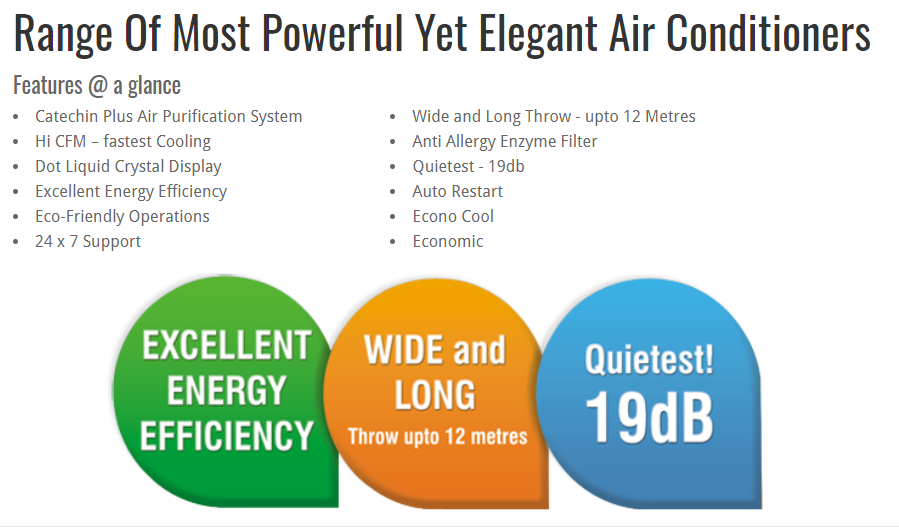 Range Of Most Powerful Yet Elegant Air Conditioners
Features @ a glance
Catechin Plus Air Purification System
Hi CFM – fastest Cooling
Dot Liquid Crystal Display
Excellent Energy Efficiency
Eco-Friendly Operations
24 x 7 Support
Wide and Long Throw - upto 12 Metres
Anti Allergy Enzyme Filter
Quietest - 19db
Auto Restart
Econo Cool
Economic
EXCELLENT
ENERGY
EFFICIENCY
WIDE and
LONG
Throw upto 12 metres
Quietest!
19dB